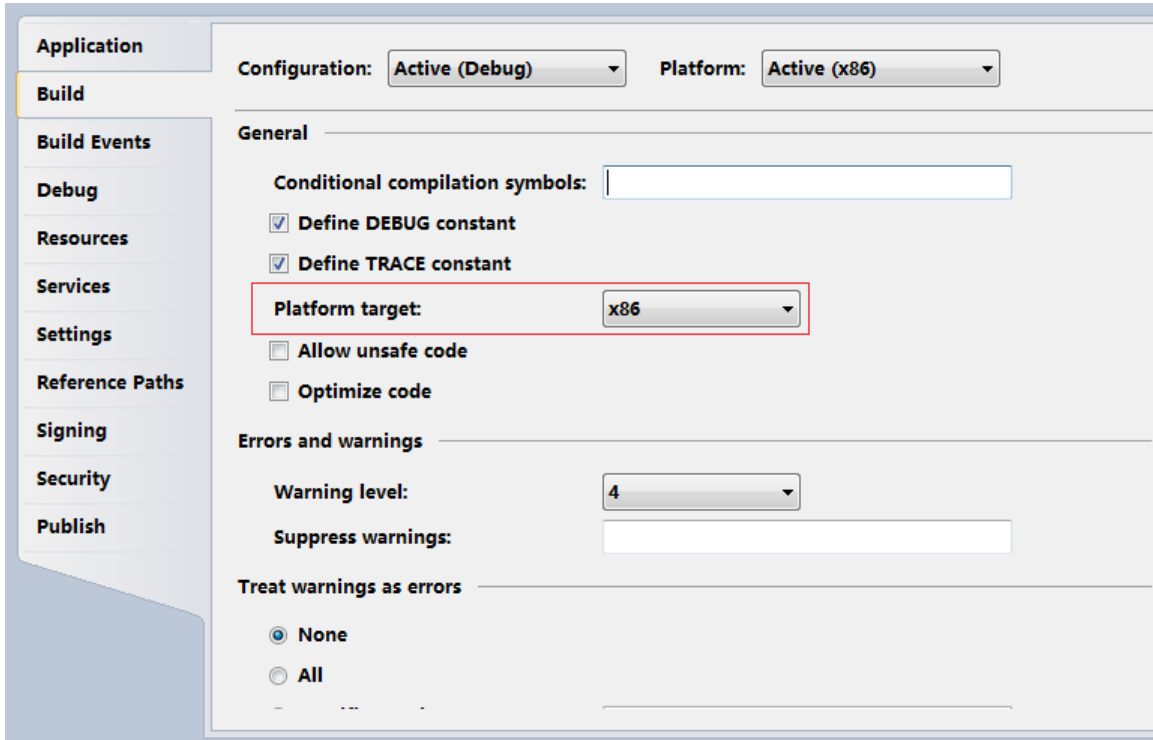 Application
Build
Build Events
Debug
Resources
Services
Settings
Reference Paths
Signing
Security
Publish
Configuration: Active (Debug) Platform: Active (x86)
General
Conditional compilation symbols:
Define DEBUG constant
Define TRACE constant
Platform target: x86
Allow unsafe code
Optimize code
Errors and warnings
Warning level: 4
Suppress warnings:
Treat warnings as errors
None
All